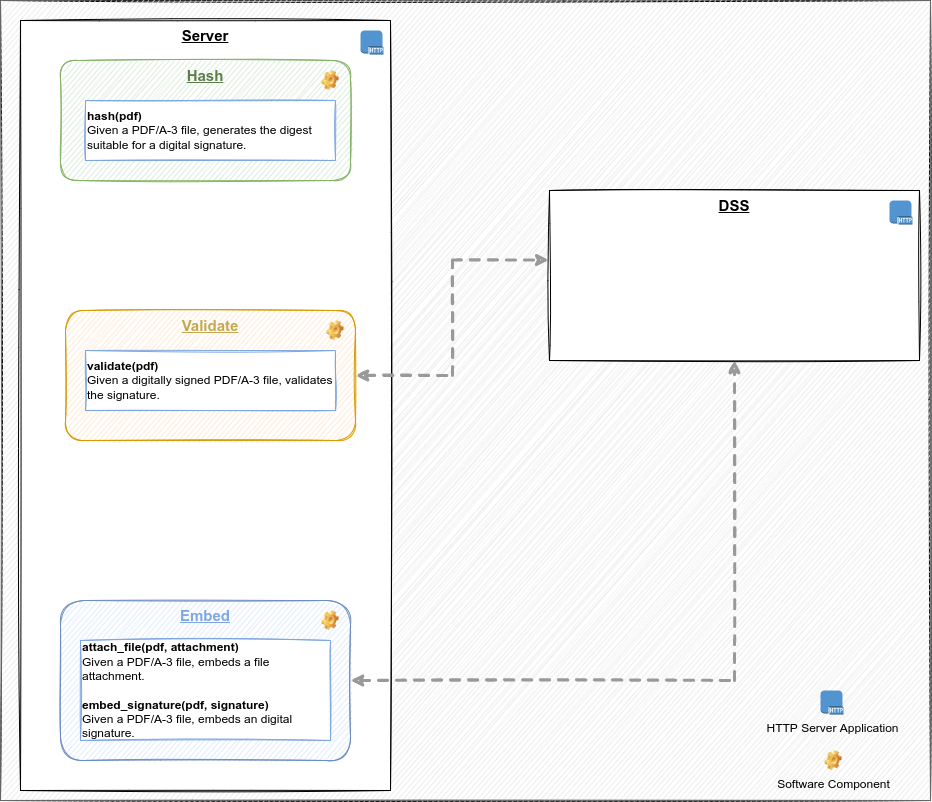 Server
HTTP
Hash
hash(pdf)
Given a PDF/A-3 file, generates the digest
suitable for a digital signature.
DSS
HTTP
Validate
validate(pdf)
Given a digitally signed PDF/A-3 file, validates
the signature.
Embed
attach_file(pdf, attachment)
Given a PDF/A-3 file, embeds a file
attachment.
embed_signature(pdf, signature)
Given a PDF/A-3 file, embeds an digital
signature.
HTTP
HTTP Server Application
Software Component